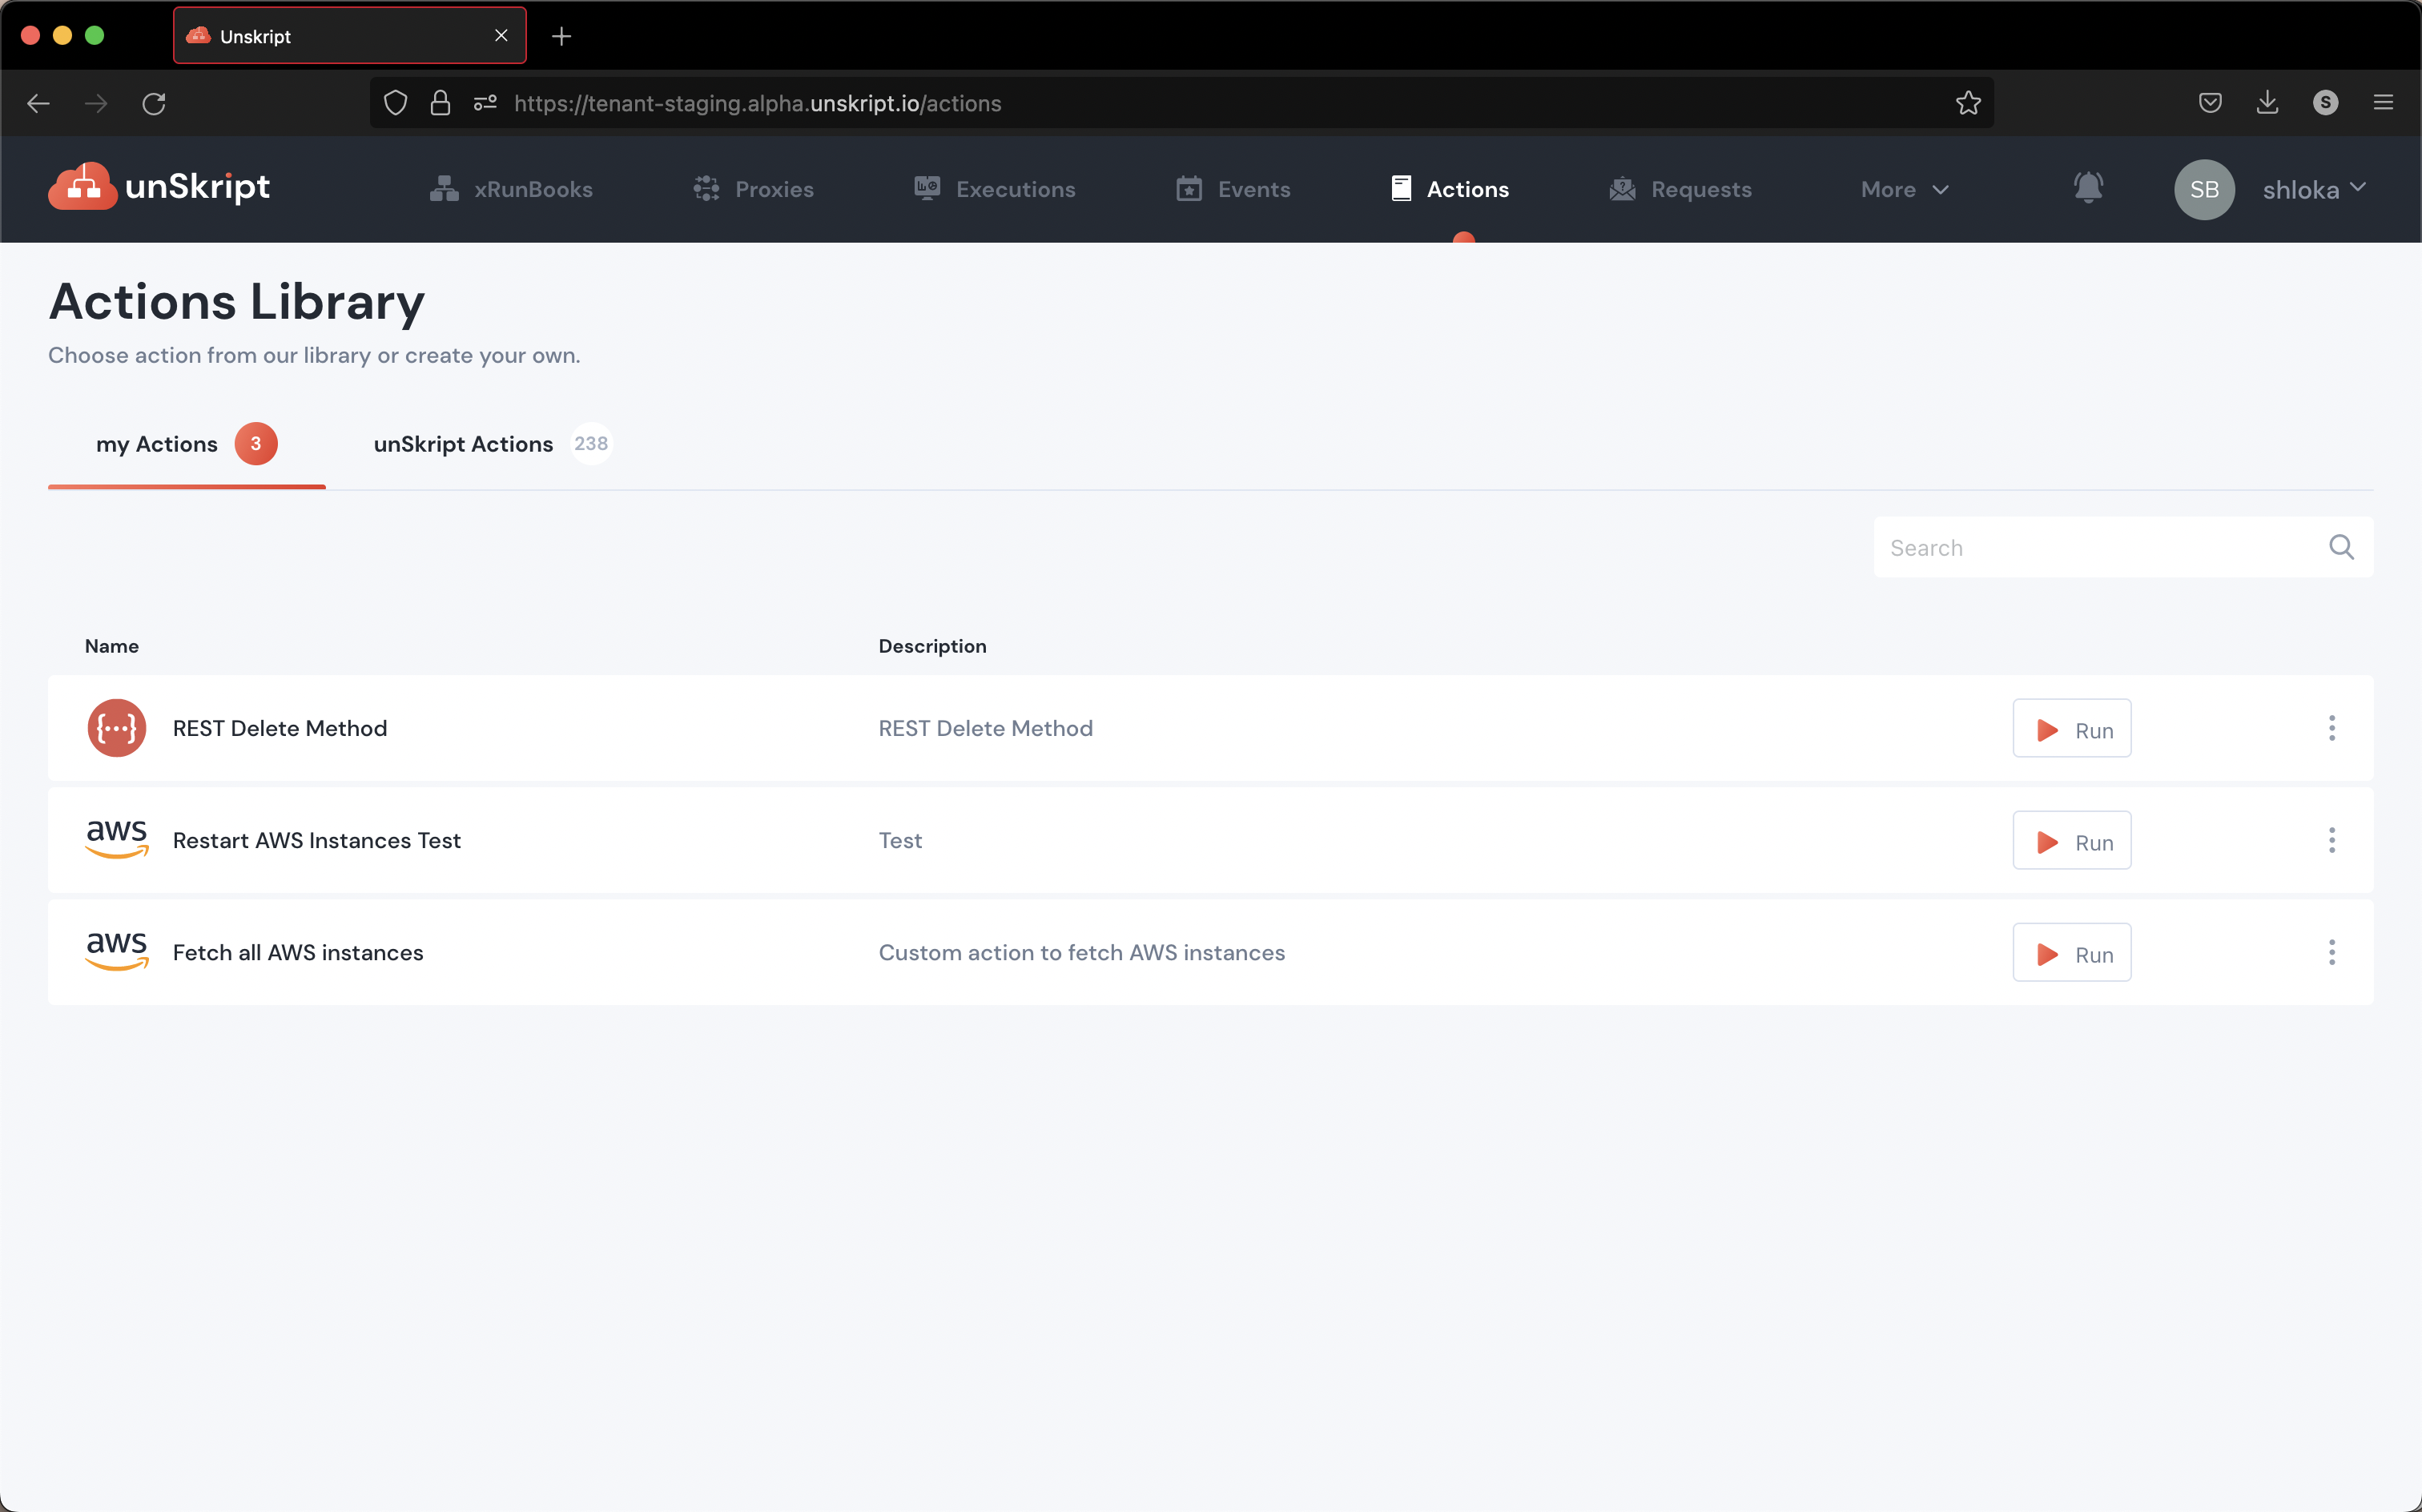 Unskript
https://tenant-staging.alpha.unskript.io/actions
S
unSkript
xRunBooks
Proxies
Executions
Events
Actions
Requests
More
SB
shloka
Actions Library
Choose action from our library or create your own.
my Actions 3
unSkript Actions 238
Search
Name Description
REST Delete Method REST Delete Method Run
aws Restart AWS Instances Test Test Run
aws Fetch all AWS instances Custom action to fetch AWS instances Run